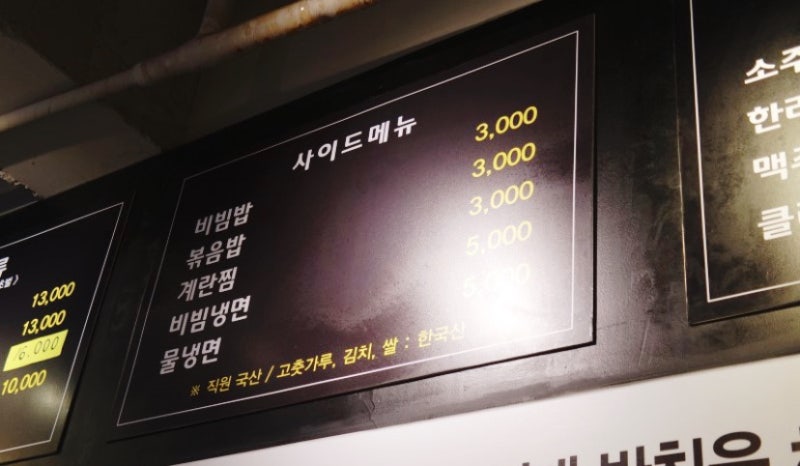 사이드메뉴
비빔밥 3,000
볶음밥 3,000
계란찜 3,000
비빔냉면 5,000
물냉면 5,000
※ 직원 국산 / 고춧가루, 김치, 쌀 : 한국산
13,000
13,000
16,000
10,000
소주
한라
맥주
클